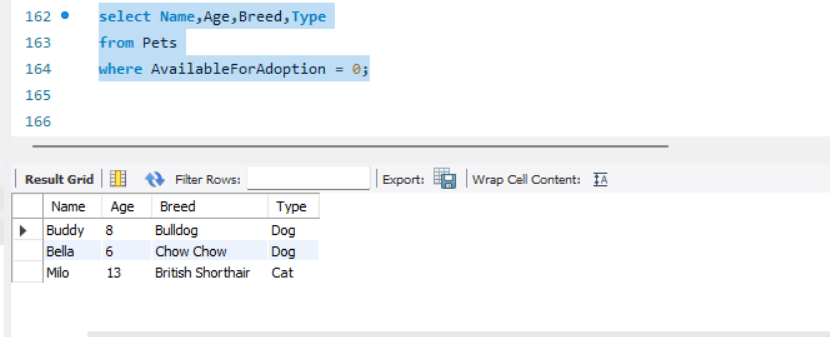 162 select Name,Age,Breed,Type
163 from Pets
164 where AvailableForAdoption = 0;
165
166
Result Grid Filter Rows: Export: Wrap Cell Content: IA
Name Age Breed Type
Buddy 8 Bulldog Dog
Bella 6 Chow Chow Dog
Milo 13 British Shorthair Cat